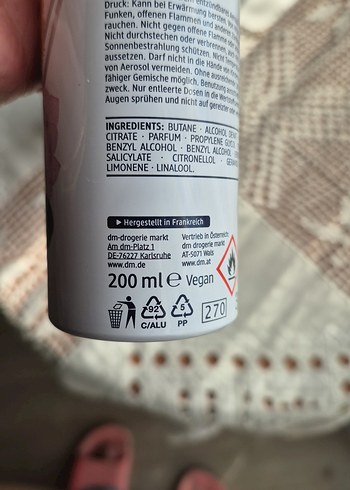 Druck: Kann bei Erwärmung bersten
Funken, offenen Flammen und anderen
rauchen. Nicht gegen offene Flamme oder
Nicht durchstechen oder verbrennen,
Sonnenbestrahlung schützen. Nicht
aussetzen. Darf nicht in die Hände
von Aerosol vermeiden. Ohne ausreichende
fähiger Gemische möglich. Benutzung
zweck. Nur entleerte Dosen in die
Augen sprühen und nicht auf gereizter oder
INGREDIENTS: BUTANE · ALCOHOL
CITRATE · PARFUM · PROPYLENE GLYCOL
BENZYL ALCOHOL · BENZYL
SALICYLATE · CITRONELLOL ·
LIMONENE · LINALOOL.
Hergestellt in Frankreich
dm-drogerie markt
Am dm-Platz 1
DE-76227 Karlsruhe
www.dm.de
Vertrieb in Österreich:
dm drogerie markt
AT-5071 Wals
www.dm.at
200 ml ℮ Vegan
92
C/ALU
5
PP
270